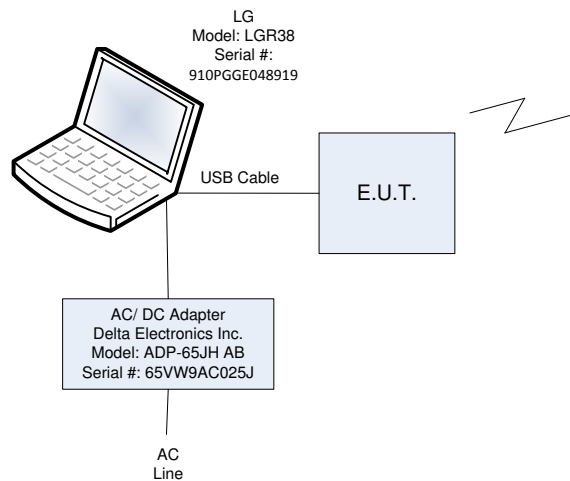 LG
Model: LGR38
Serial #:
910PGGE048919
USB Cable
E.U.T.
AC/ DC Adapter
Delta Electronics Inc.
Model: ADP-65JH AB
Serial #: 65VW9AC025J
AC
Line